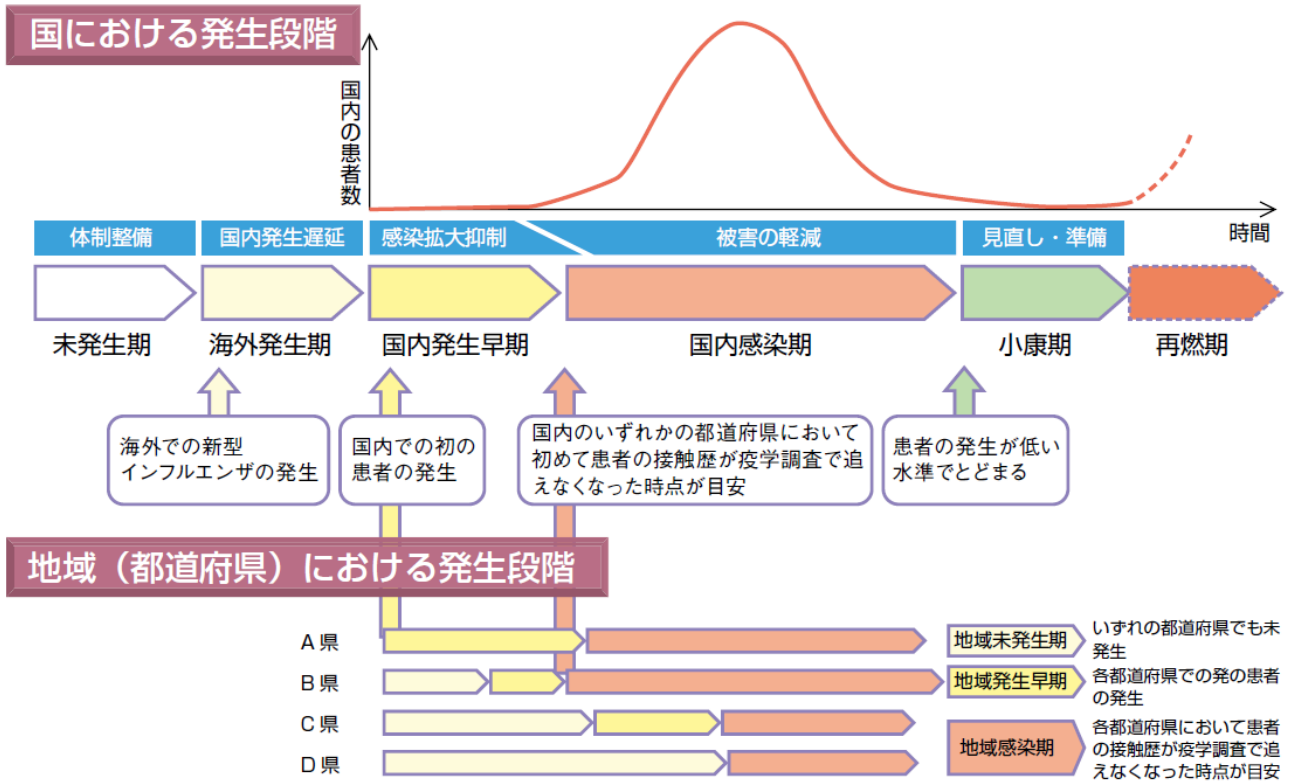 国における発生段階
国内の患者数
時間
体制整備
国内発生遅延
感染拡大抑制
被害の軽減
見直し・準備
未発生期
海外発生期
国内発生早期
国内感染期
小康期
再燃期
海外での新型
インフルエンザの発生
国内での初の
患者の発生
国内のいずれかの都道府県において
初めて患者の接触歴が疫学調査で追
えなくなった時点が目安
患者の発生が低い
水準でとどまる
地域（都道府県）における発生段階
A県
B県
C県
D県
地域未発生期
いずれの都道府県でも未
発生
地域発生早期
各都道府県での発の患者
の発生
地域感染期
各都道府県において患者
の接触歴が疫学調査で追
えなくなった時点が目安